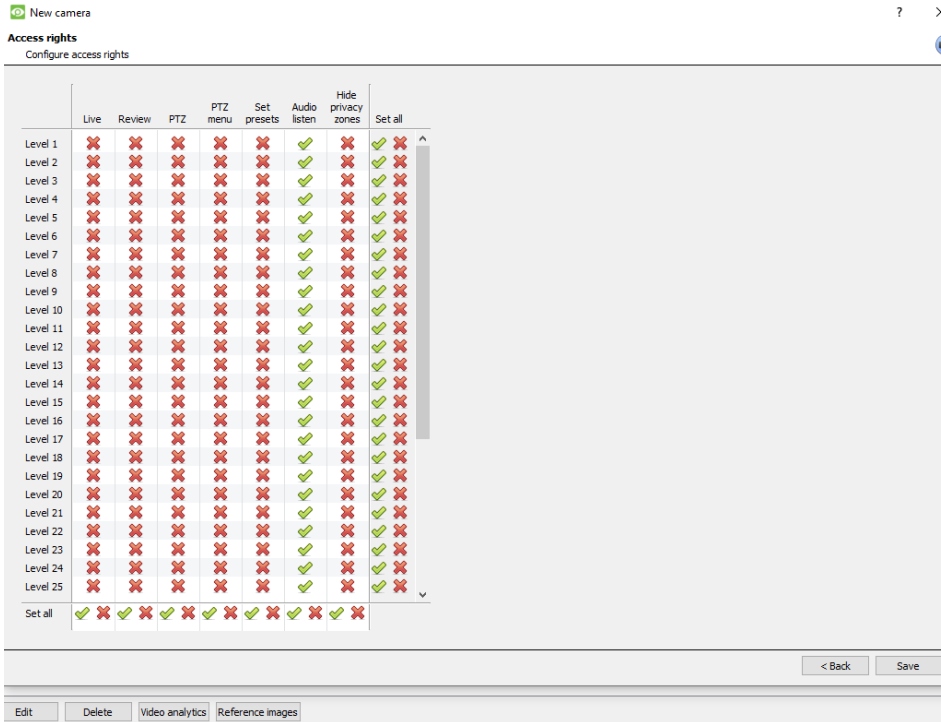 New camera
?
Access rights
Configure access rights
Live Review PTZ PTZ menu Set presets Audio listen Hide privacy zones Set all
Level 1
Level 2
Level 3
Level 4
Level 5
Level 6
Level 7
Level 8
Level 9
Level 10
Level 11
Level 12
Level 13
Level 14
Level 15
Level 16
Level 17
Level 18
Level 19
Level 20
Level 21
Level 22
Level 23
Level 24
Level 25
Set all
< Back Save
Edit Delete Video analytics Reference images